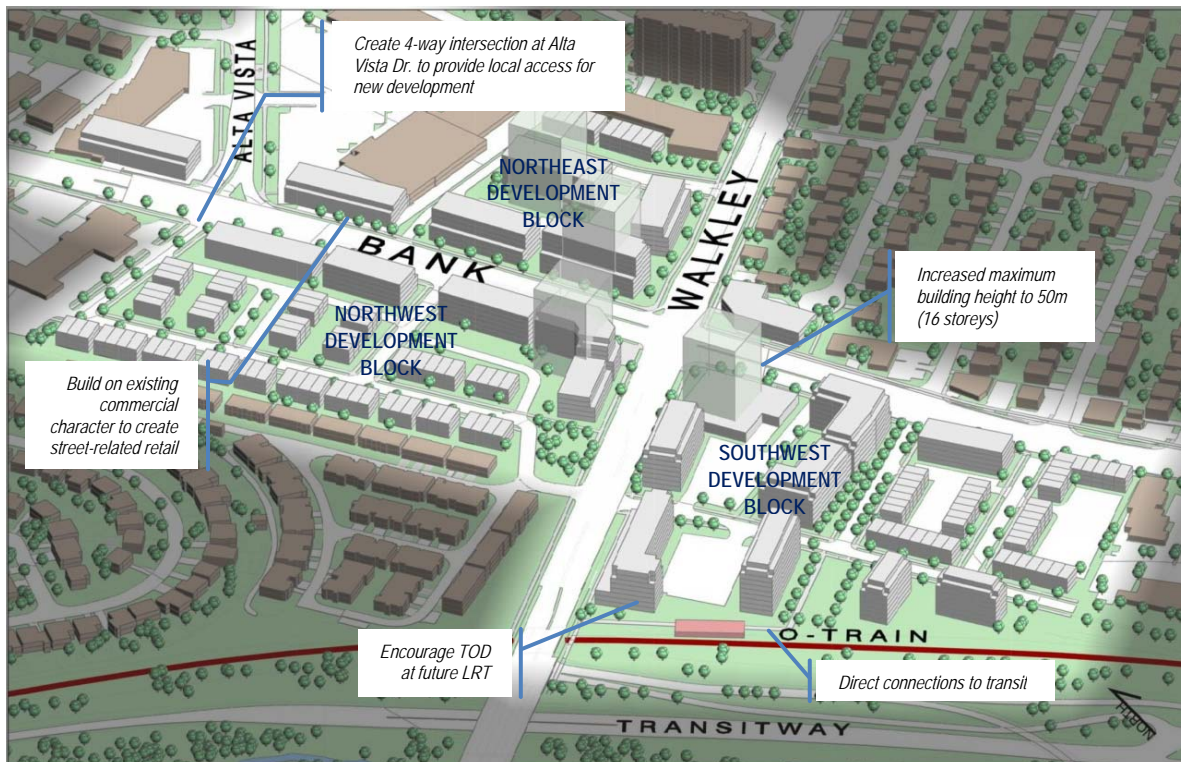 Create 4-way intersection at Alta
Vista Dr. to provide local access for
new development
ALTA VISTA
NORTHEAST
DEVELOPMENT
BLOCK
WALKLEY
BANK
Increased maximum
building height to 50m
(16 storeys)
NORTHWEST
DEVELOPMENT
BLOCK
Build on existing
commercial
character to create
street-related retail
SOUTHWEST
DEVELOPMENT
BLOCK
O-TRAIN
Encourage TOD
at future LRT
Direct connections to transit
TRANSITWAY
NORTH